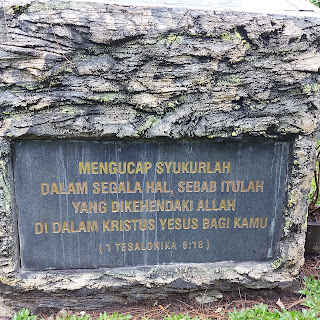 MENGUCAP SYUKURLAH
DALAM SEGALA HAL, SEBAB ITULAH
YANG DIKEHENDAKI ALLAH
DI DALAM KRISTUS YESUS BAGI KAMU
( 1 TESALONIKA 5:18 )